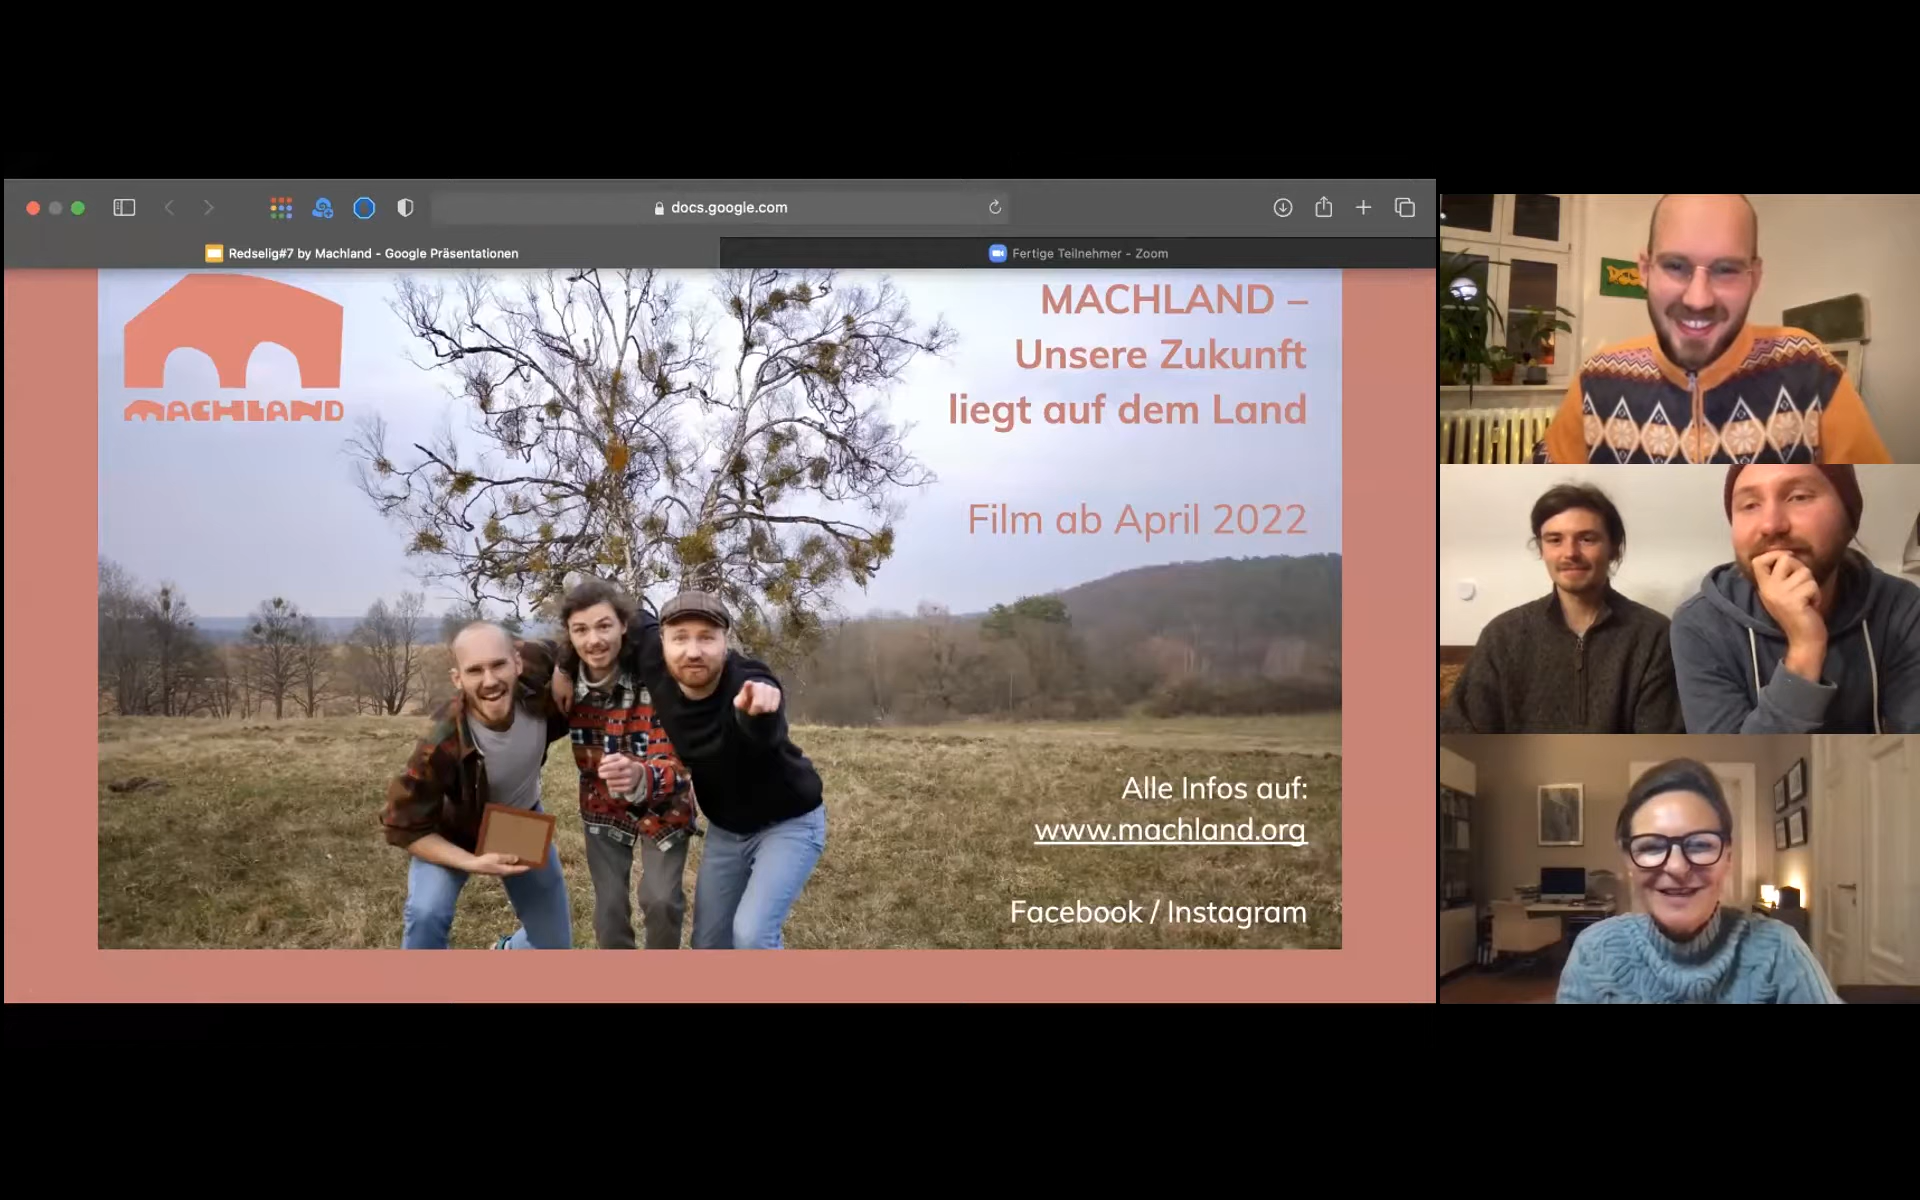 docs.google.com
Redselig#7 by Machland - Google Präsentationen
Fertige Teilnehmer - Zoom
MACHLAND
MACHLAND –
Unsere Zukunft
liegt auf dem Land
Film ab April 2022
Alle Infos auf:
www.machland.org
Facebook / Instagram